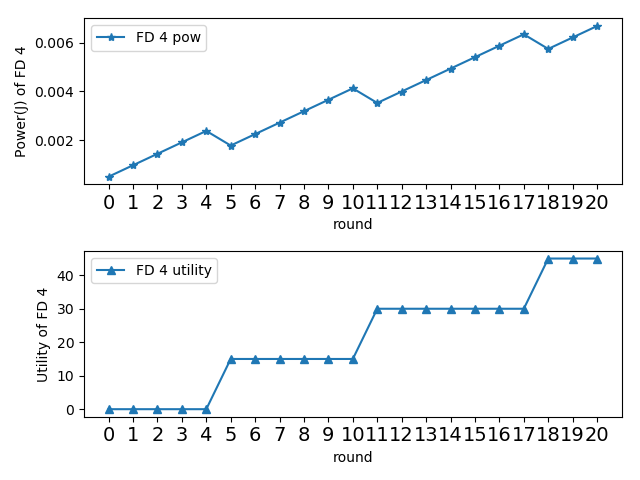 FD 4 pow
Power(J) of FD 4
0.006
0.004
0.002
0 1 2 3 4 5 6 7 8 9 10 11 12 13 14 15 16 17 18 19 20
round
FD 4 utility
Utility of FD 4
40
30
20
10
0
0 1 2 3 4 5 6 7 8 9 10 11 12 13 14 15 16 17 18 19 20
round